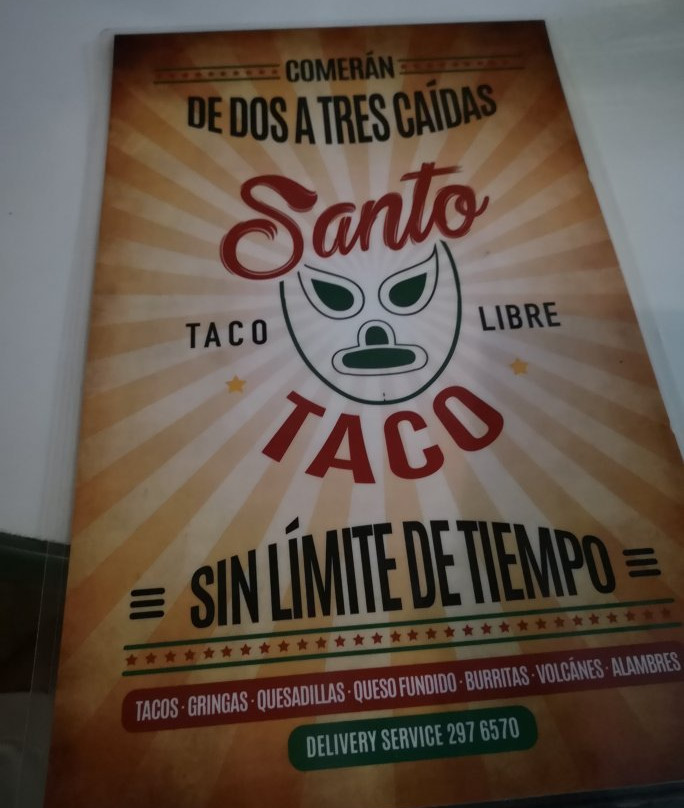 COMERÁN
DE DOS A TRES CAÍDAS
Santo
TACO LIBRE
TACO
SIN LÍMITE DE TIEMPO
TACOS · GRINGAS · QUESADILLAS · QUESO FUNDIDO · BURRITAS · VOLCÁNES · ALAMBRES
DELIVERY SERVICE 297 6570